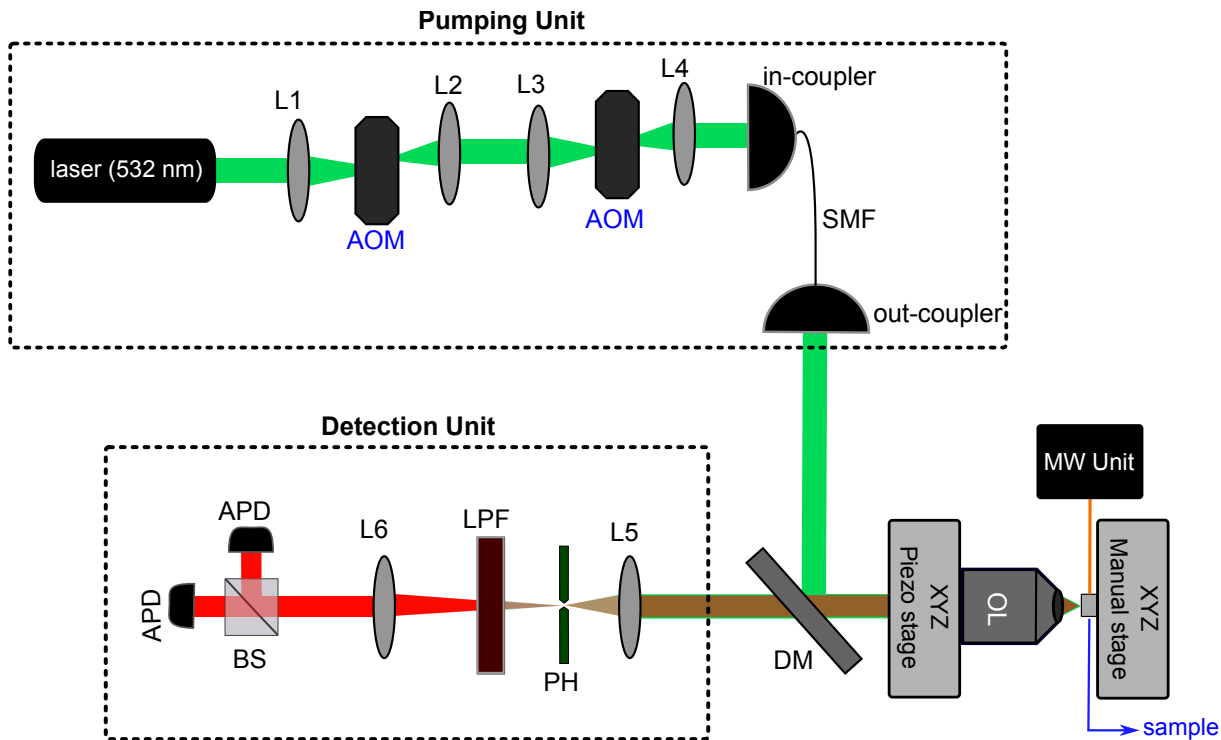 Pumping Unit
L1
L2
L3
L4
in-coupler
laser (532 nm)
AOM
AOM
SMF
out-coupler
Detection Unit
MW Unit
APD
L6
LPF
L5
APD
BS
PH
DM
XYZ
Piezo stage
OL
XYZ
Manual stage
sample